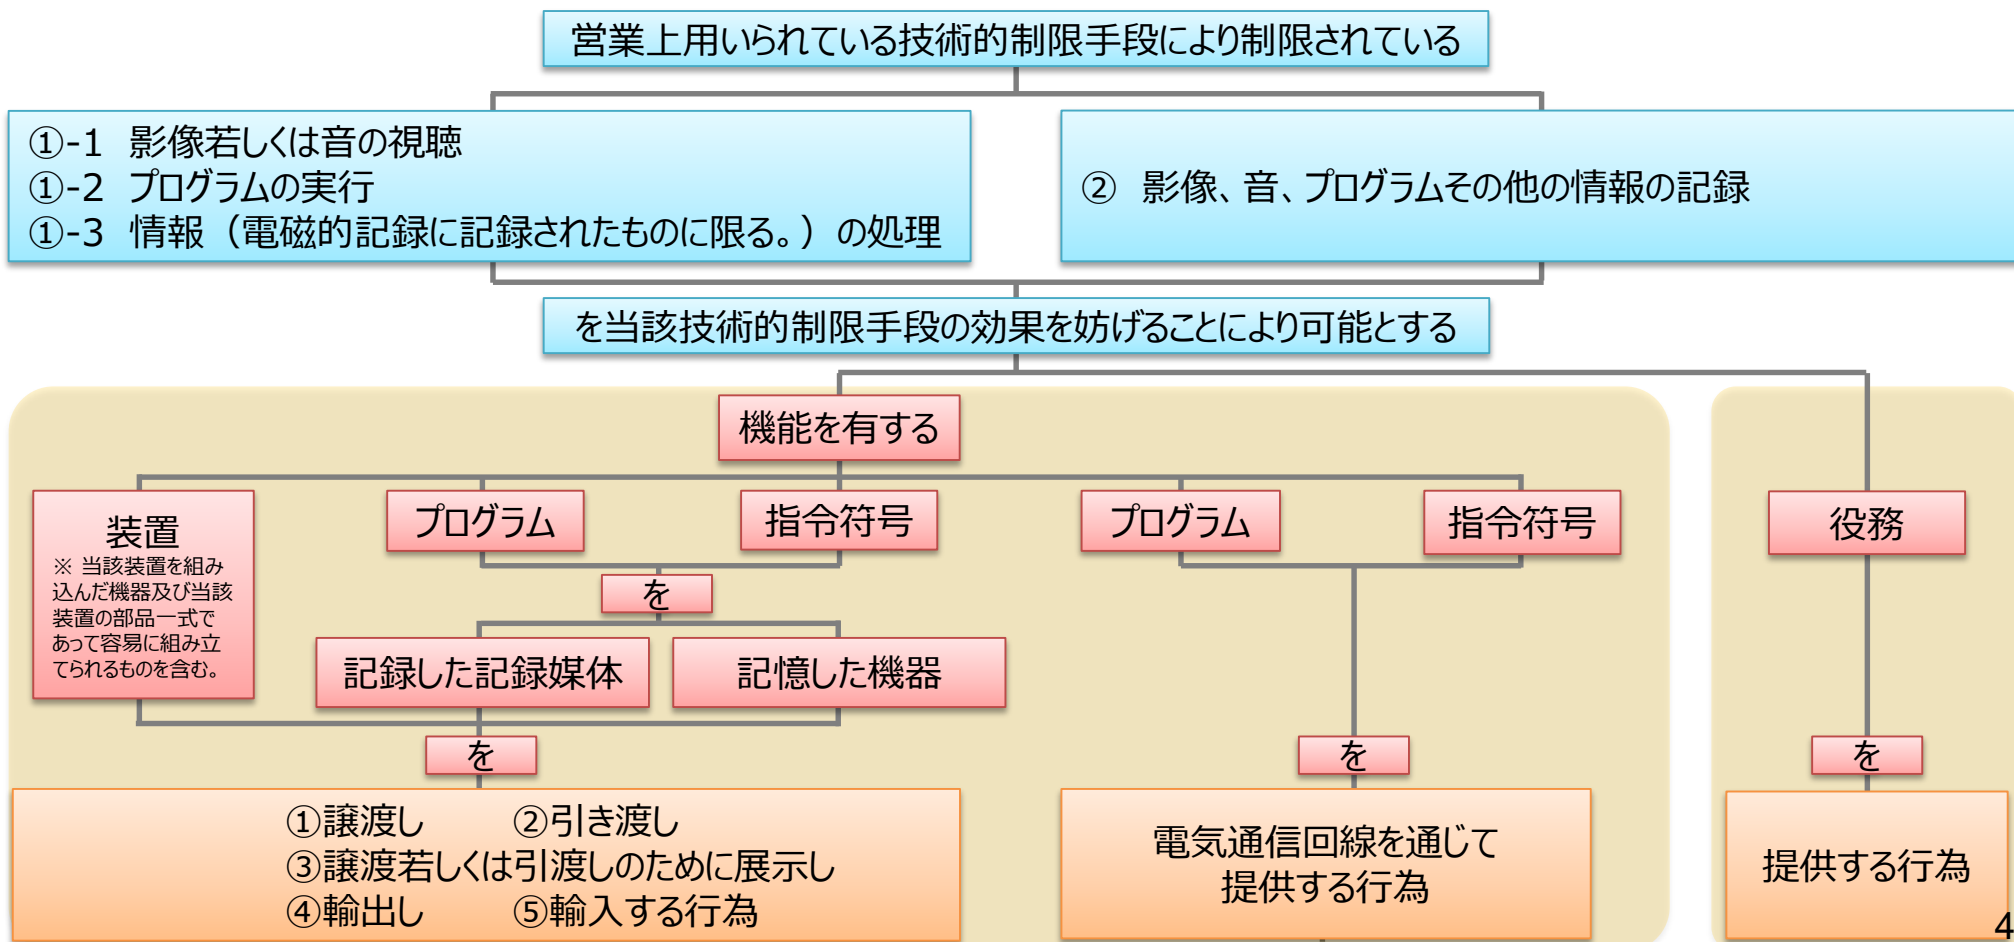 営業上用いられている技術的制限手段により制限されている
①-1 影像若しくは音の視聴
①-2 プログラムの実行
①-3 情報（電磁的記録に記録されたものに限る。）の処理
② 影像、音、プログラムその他の情報の記録
を当該技術的制限手段の効果を妨げることにより可能とする
機能を有する
装置
※ 当該装置を組み
込んだ機器及び当該
装置の部品一式で
あって容易に組み立
てられるものを含む。
プログラム
指令符号
プログラム
指令符号
役務
を
記録した記録媒体
記憶した機器
を
を
を
①譲渡し ②引き渡し
③譲渡若しくは引渡しのために展示し
④輸出し ⑤輸入する行為
電気通信回線を通じて
提供する行為
提供する行為
4